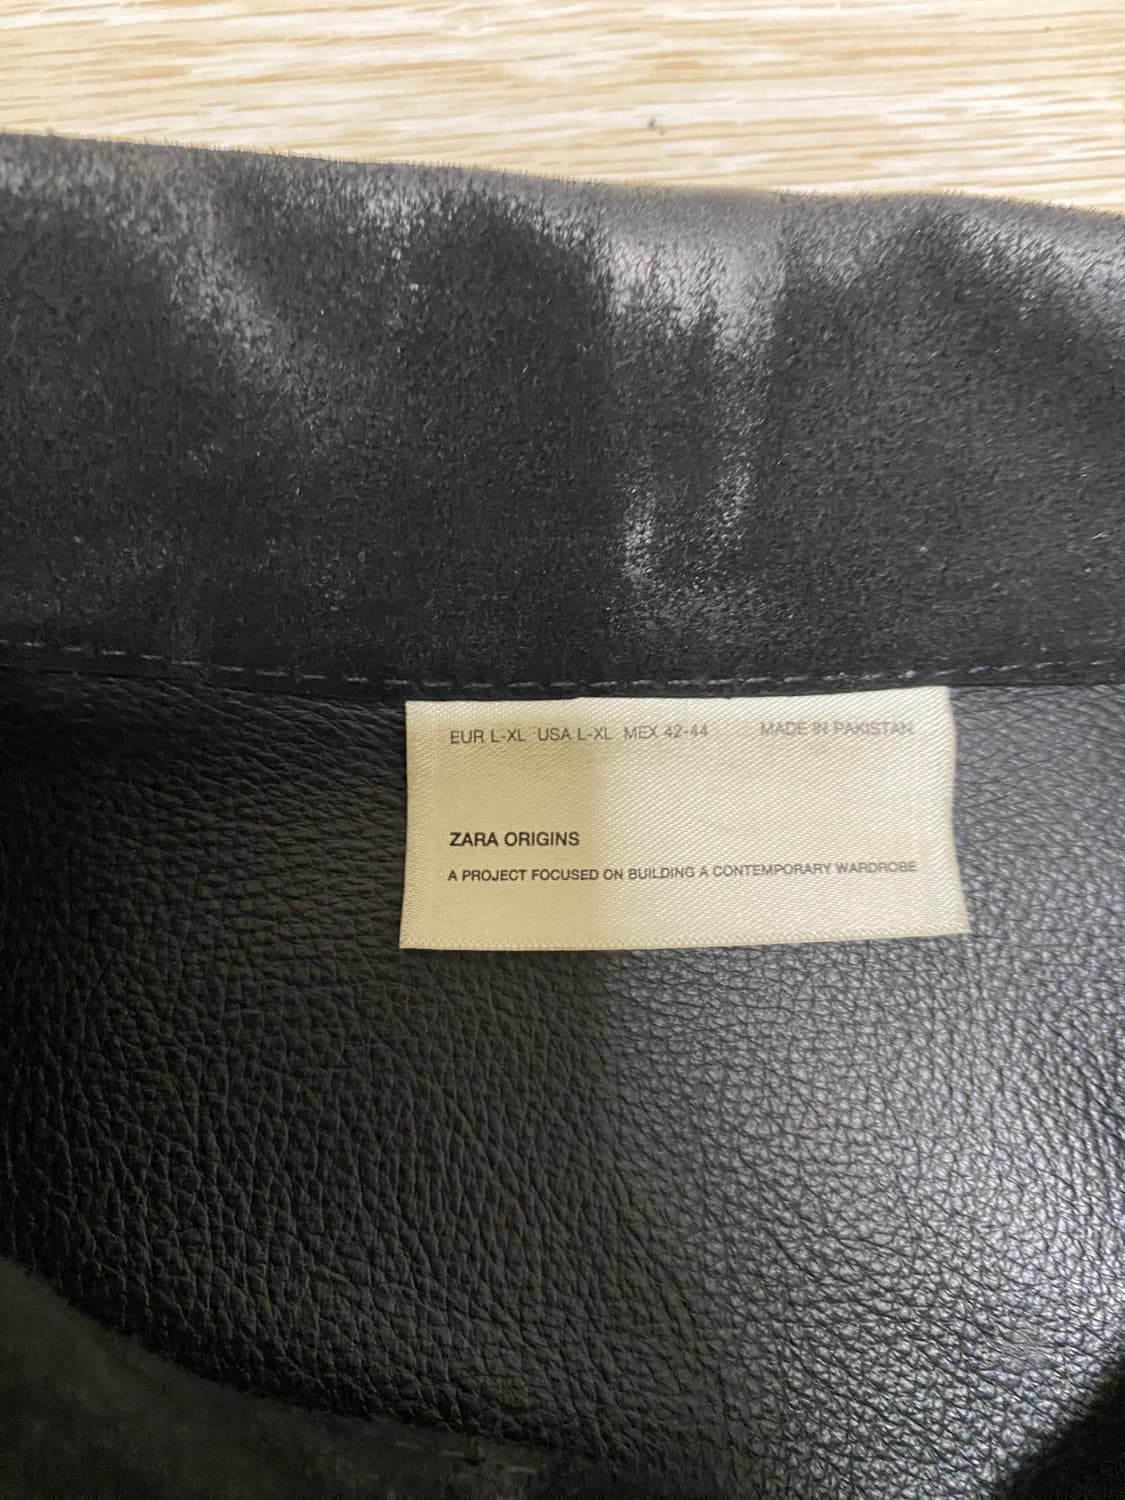 EUR L-XL USA L-XL MEX 42-44 MADE IN PAKISTAN
ZARA ORIGINS
A PROJECT FOCUSED ON BUILDING A CONTEMPORARY WARDROBE